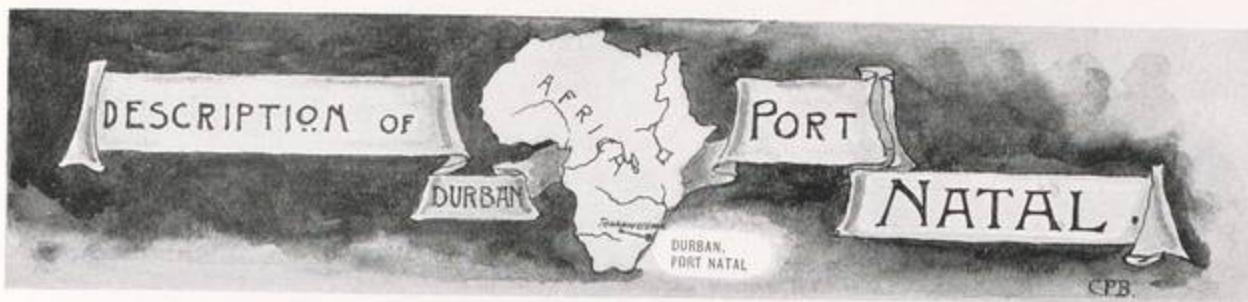 DESCRIPTION OF
DURBAN
AFRICA
PORT
NATAL.
DURBAN.
PORT NATAL
CPB.